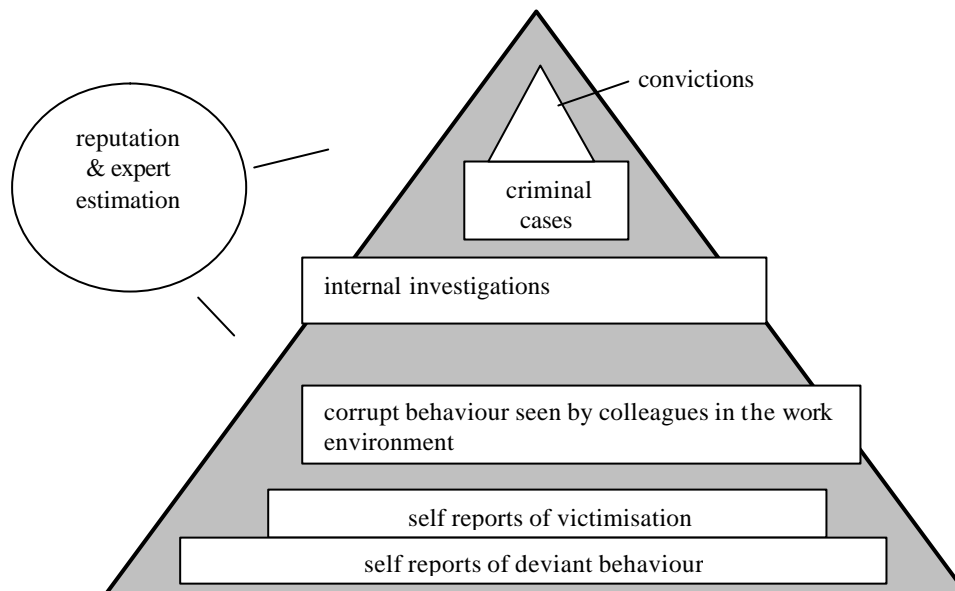 convictions
reputation
& expert
estimation
criminal
cases
internal investigations
corrupt behaviour seen by colleagues in the work
environment
self reports of victimisation
self reports of deviant behaviour